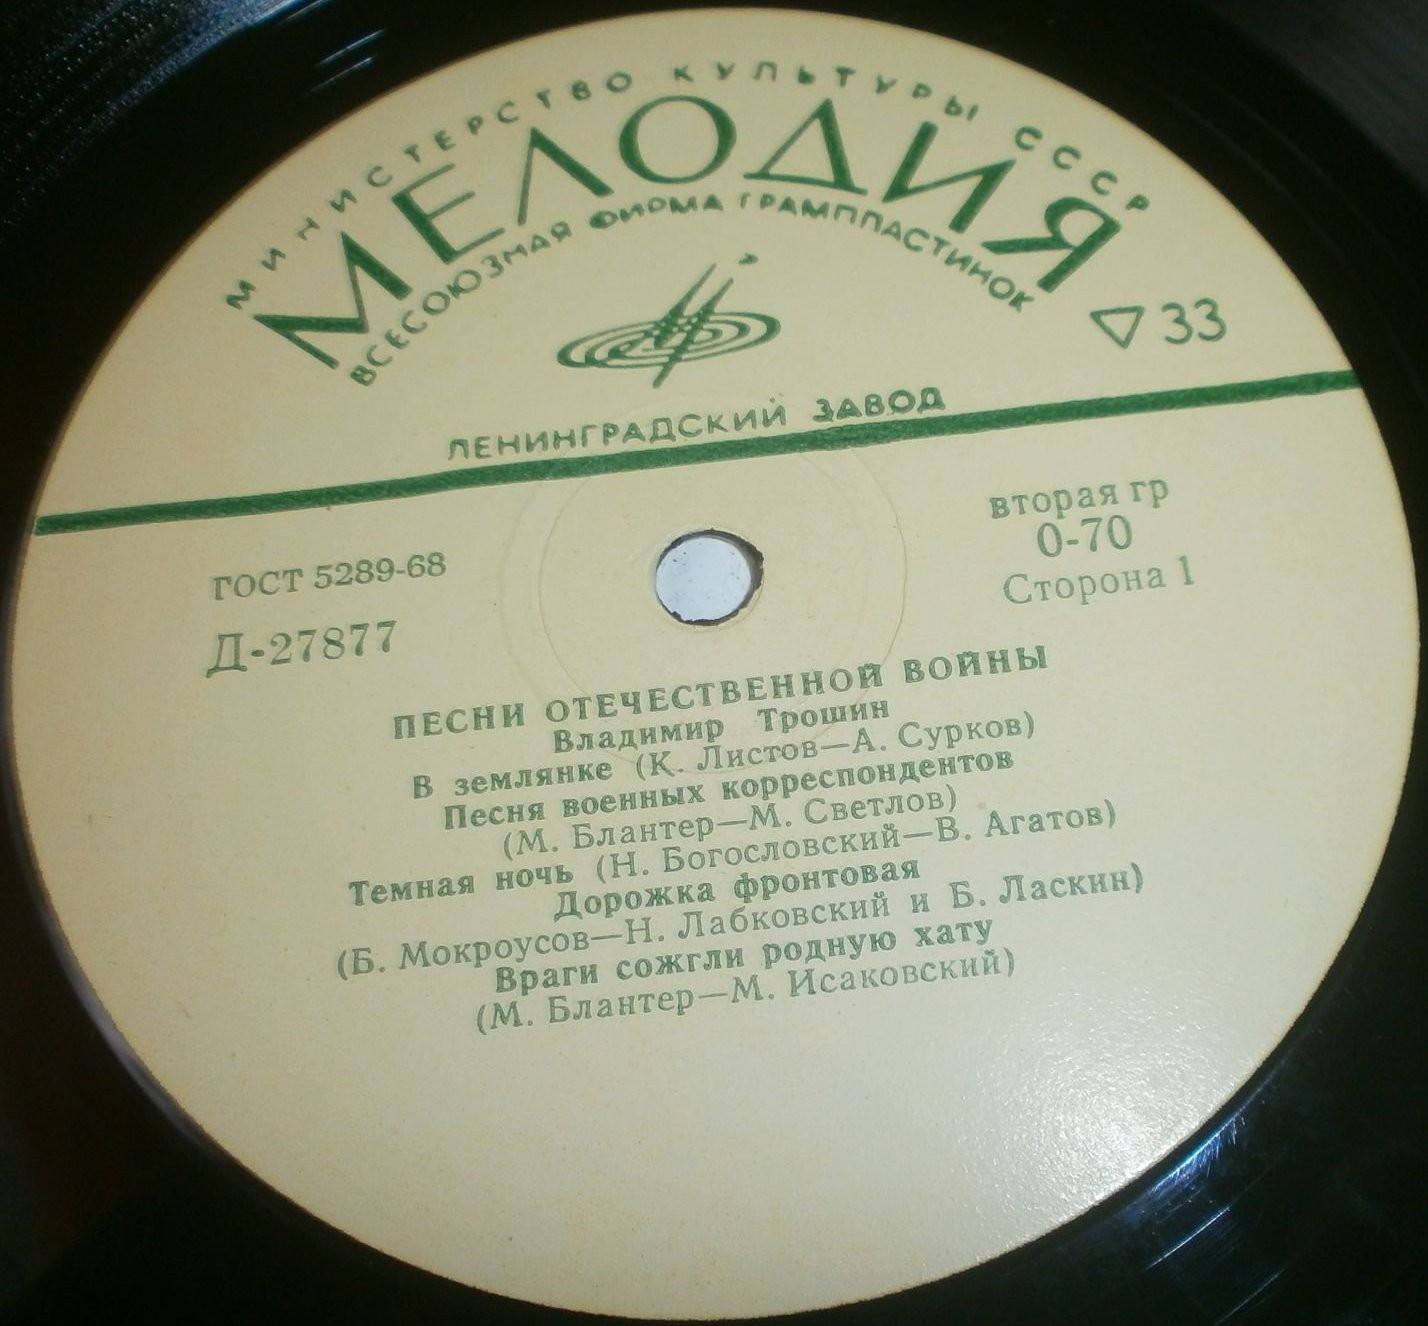 МИНИСТЕРСТВО КУЛЬТУРЫ СССР
МЕЛОДИЯ
ВСЕСОЮЗНАЯ ФИРМА ГРАМПЛАСТИНОК
33
ЛЕНИНГРАДСКИЙ ЗАВОД
вторая гр
0-70
ГОСТ 5289-68
Сторона 1
Д-27877
ПЕСНИ ОТЕЧЕСТВЕННОЙ ВОЙНЫ
Владимир Трошин
В землянке (К. Листов—А. Сурков)
Песня военных корреспондентов
(М. Блантер—М. Светлов)
Темная ночь (Н. Богословский—В. Агатов)
Дорожка фронтовая
(Б. Мокроусов—Н. Лабковский и Б. Ласкин)
Враги сожгли родную хату
(М. Блантер—М. Исаковский)